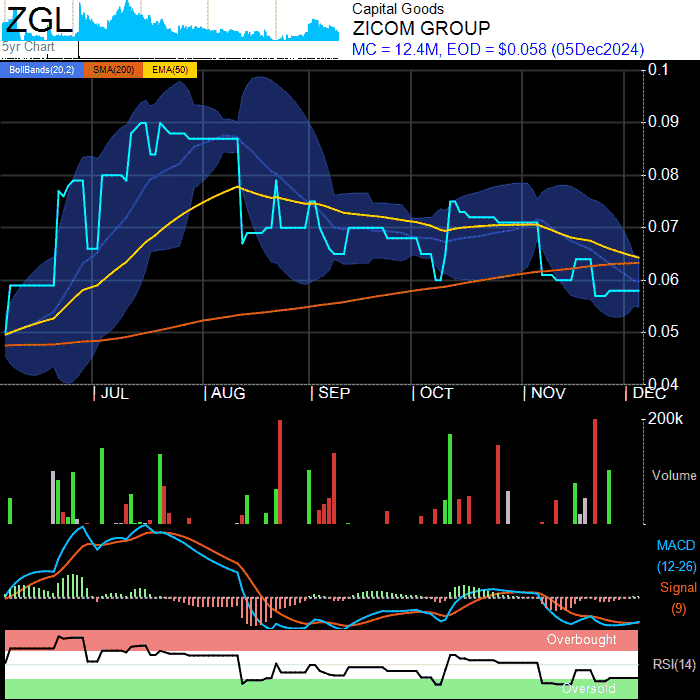 ZGL
5yr Chart
Capital Goods
ZICOM GROUP
MC = 12.4M, EOD = $0.058 (05Dec2024)
BollBands(20,2) SMA(200) EMA(50)
0.1
0.09
0.08
0.07
0.06
0.05
0.04
JUL AUG SEP OCT NOV DEC
200k
Volume
MACD
(12-26)
Signal
(9)
Overbought
RSI(14)
Oversold